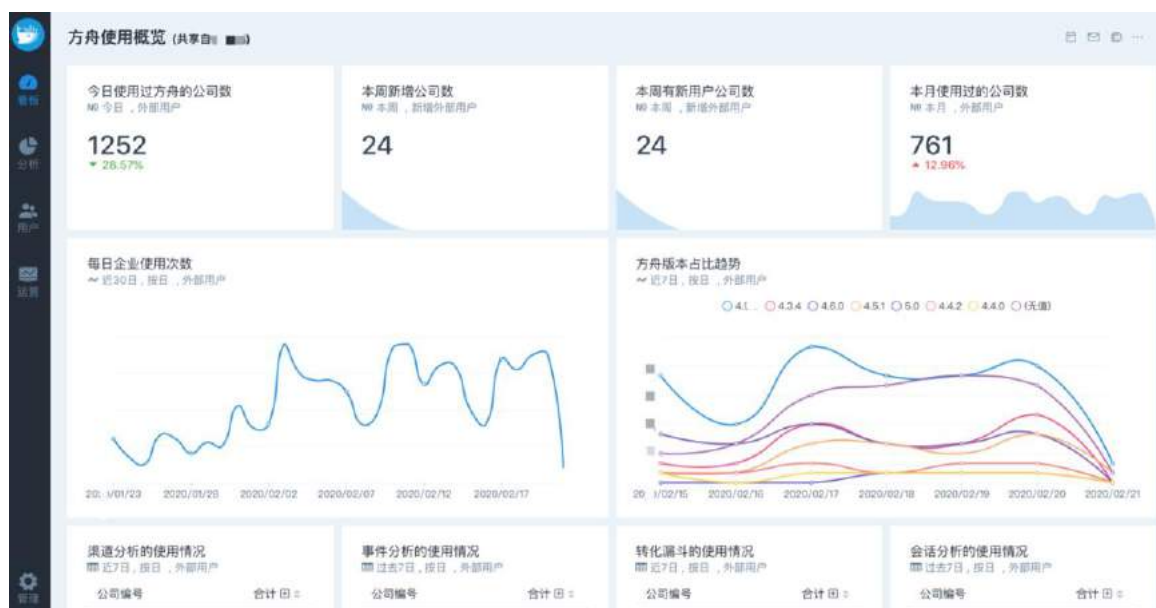 方舟使用概览 (共享自
看板
分析
用户
运营
管理
今日使用过方舟的公司数
№ 今日 , 外部用户
1252
▼ 28.57%
本周新增公司数
№ 本周 , 新增外部用户
24
本周有新用户公司数
№ 本周 , 新增外部用户
24
本月使用过的公司数
№ 本月 , 外部用户
761
▲ 12.96%
每日企业使用次数
近30日 , 按日 , 外部用户
/01/23 2020/01/28 2020/02/02 2020/02/07 2020/02/12 2020/02/17
方舟版本占比趋势
近7日 , 按日 , 外部用户
4.3.4 4.6.0 4.5.1 5.0 4.4.2 4.4.0 (无值)
/02/15 2020/02/16 2020/02/17 2020/02/18 2020/02/19 2020/02/20 2020/02/21
渠道分析的使用情况
近7日 , 按日 , 外部用户
公司编号 合计
事件分析的使用情况
过去7日 , 按日 , 外部用户
公司编号 合计
转化漏斗的使用情况
近7日 , 按日 , 外部用户
公司编号 合计
会话分析的使用情况
过去7日 , 按日 , 外部用户
公司编号 合计